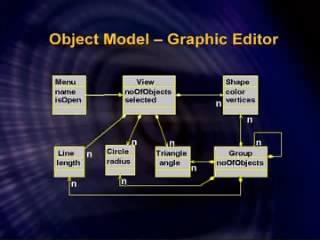 Object Model – Graphic Editor
Menu
name
isOpen
View
noOfObjects
selected
Shape
color
vertices
n
n
n
Line
length
n
Circle
radius
n
Triangle
angle
n
n
Group
noOfObjects
n
n